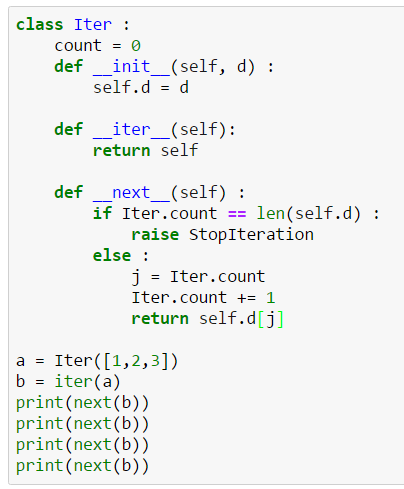 class Iter :
    count = 0
    def __init__(self, d) :
        self.d = d

    def __iter__(self):
        return self

    def __next__(self) :
        if Iter.count == len(self.d) :
            raise StopIteration
        else :
            j = Iter.count
            Iter.count += 1
            return self.d[j]

a = Iter([1,2,3])
b = iter(a)
print(next(b))
print(next(b))
print(next(b))
print(next(b))